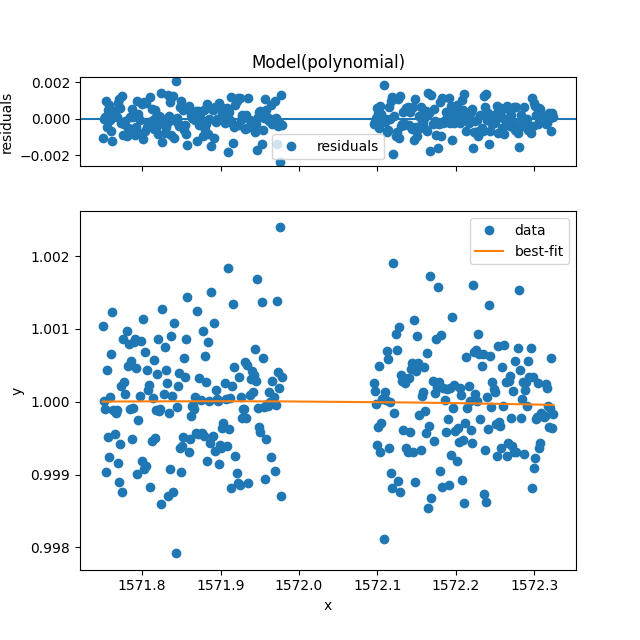 Model(polynomial)
0.002
0.000
−0.002
residuals
residuals
data
best-fit
1.002
1.001
1.000
0.999
0.998
y
1571.8 1571.9 1572.0 1572.1 1572.2 1572.3
x